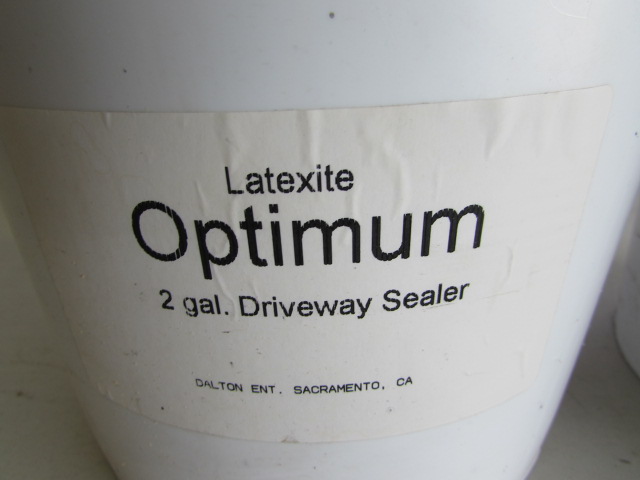 Latexite
Optimum
2 gal. Driveway Sealer
DALTON ENT. SACRAMENTO, CA